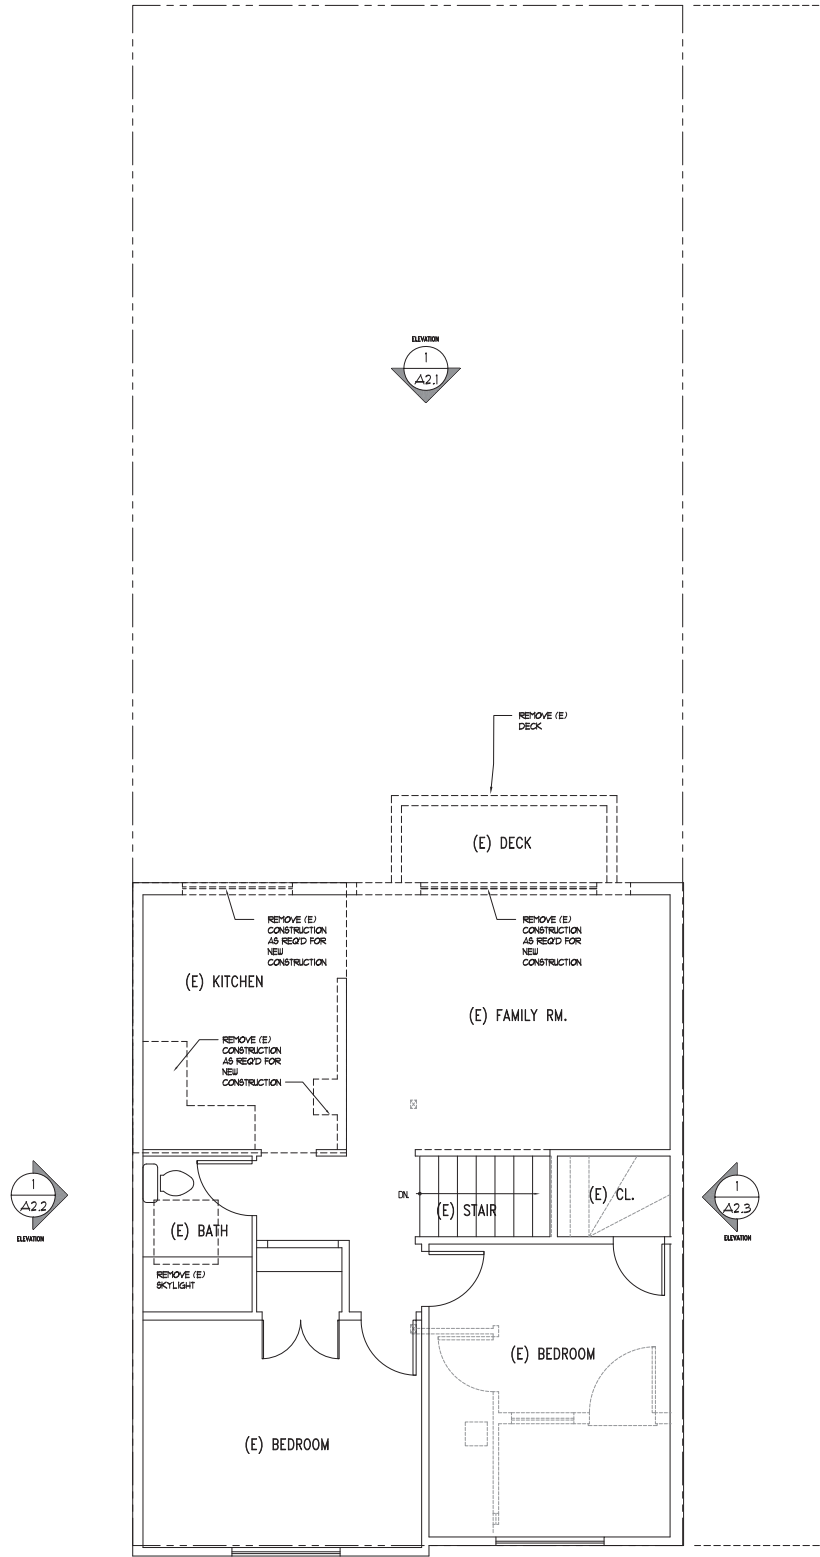 ELEVATION
1
A2.1
REMOVE (E)
DECK
(E) DECK
REMOVE (E)
CONSTRUCTION
AS REQ'D FOR
NEW
CONSTRUCTION
REMOVE (E)
CONSTRUCTION
AS REQ'D FOR
NEW
CONSTRUCTION
(E) KITCHEN
(E) FAMILY RM.
REMOVE (E)
CONSTRUCTION
AS REQ'D FOR
NEW
CONSTRUCTION
1
A2.2
ELEVATION
DN.
(E) STAIR
(E) CL.
1
A2.3
ELEVATION
(E) BATH
REMOVE (E)
SKYLIGHT
(E) BEDROOM
(E) BEDROOM